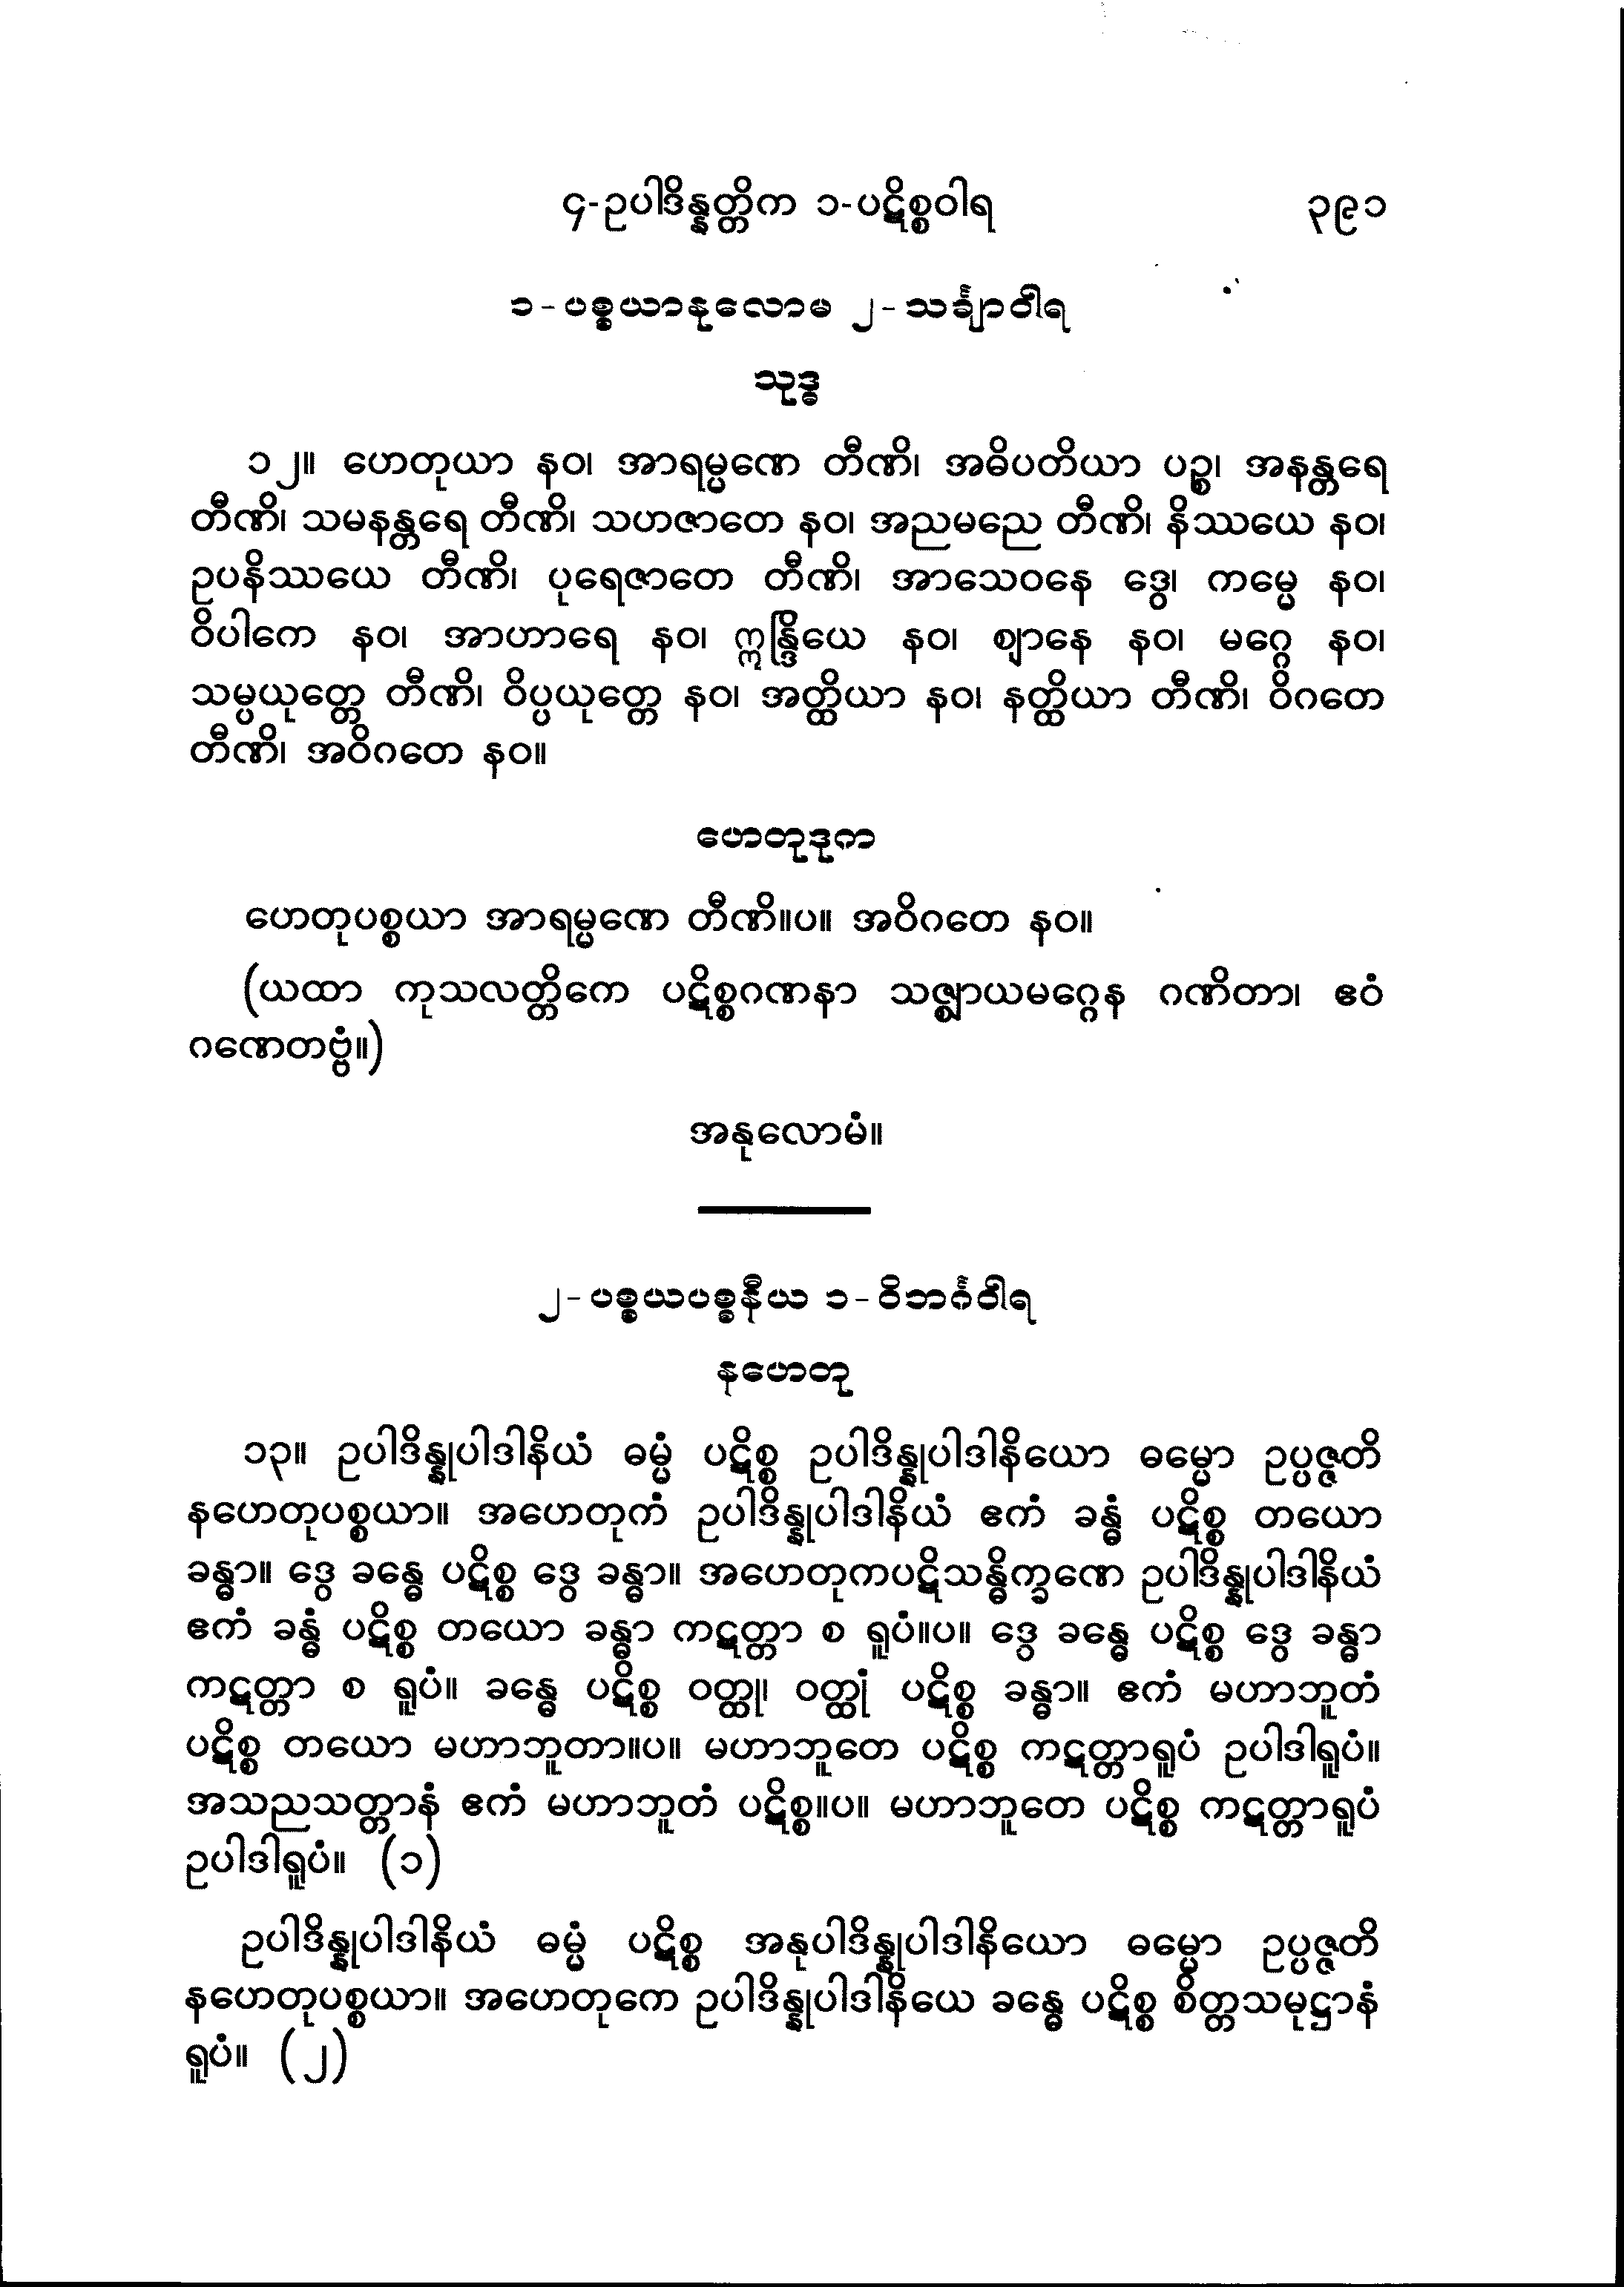 ၄-ဥပါဒိန္နတ္တိက ၁-ပဋိစ္စဝါရ ၃၉၁
၁-ပစ္စယာနုလောမ ၂-သင်္ချာဝါရ
သုဒ္ဓ
၁၂။ ဟေတုယာ နဝ၊ အာရမ္မဏေ တီဏိ၊ အဓိပတိယာ ပဉ္စ၊ အနန္တရေ
တီဏိ၊ သမနန္တရေ တီဏိ၊ သဟဇာတေ နဝ၊ အညမညေ တီဏိ၊ နိဿယေ နဝ၊
ဥပနိဿယေ တီဏိ၊ ပုရေဇာတေ တီဏိ၊ အာသေဝနေ ဒွေ၊ ကမ္မေ နဝ၊
ဝိပါကေ နဝ၊ အာဟာရေ နဝ၊ ဣန္ဒြိယေ နဝ၊ ဈာနေ နဝ၊ မဂ္ဂေ နဝ၊
သမ္ပယုတ္တေ တီဏိ၊ ဝိပ္ပယုတ္တေ နဝ၊ အတ္ထိယာ နဝ၊ နတ္ထိယာ တီဏိ၊ ဝိဂတေ
တီဏိ၊ အဝိဂတေ နဝ။
ဟေတုဒုက
ဟေတုပစ္စယာ အာရမ္မဏေ တီဏိ။ပ။ အဝိဂတေ နဝ။
(ယထာ ကုသလတ္တိကေ ပဋိစ္စဂဏနာ သဇ္ဈာယမဂ္ဂေန ဂဏိတာ၊ ဧဝံ
ဂဏေတဗ္ဗံ။)
အနုလောမံ။
၂-ပစ္စယပစ္စနီယ ၁-ဝိဘင်္ဂဝါရ
နဟေတု
၁၃။ ဥပါဒိန္နုပါဒါနိယံ ဓမ္မံ ပဋိစ္စ ဥပါဒိန္နုပါဒါနိယော ဓမ္မော ဥပ္ပဇ္ဇတိ
နဟေတုပစ္စယာ။ အဟေတုကံ ဥပါဒိန္နုပါဒါနိယံ ဧကံ ခန္ဓံ ပဋိစ္စ တယော
ခန္ဓာ။ ဒွေ ခန္ဓေ ပဋိစ္စ ဒွေ ခန္ဓာ။ အဟေတုကပဋိသန္ဓိက္ခဏေ ဥပါဒိန္နုပါဒါနိယံ
ဧကံ ခန္ဓံ ပဋိစ္စ တယော ခန္ဓာ ကဋတ္တာ စ ရူပံ။ပ။ ဒွေ ခန္ဓေ ပဋိစ္စ ဒွေ ခန္ဓာ
ကဋတ္တာ စ ရူပံ။ ခန္ဓေ ပဋိစ္စ ဝတ္ထု၊ ဝတ္ထုံ ပဋိစ္စ ခန္ဓာ။ ဧကံ မဟာဘူတံ
ပဋိစ္စ တယော မဟာဘူတာ။ပ။ မဟာဘူတေ ပဋိစ္စ ကဋတ္တာရူပံ ဥပါဒါရူပံ။
အသညသတ္တာနံ ဧကံ မဟာဘူတံ ပဋိစ္စ။ပ။ မဟာဘူတေ ပဋိစ္စ ကဋတ္တာရူပံ
ဥပါဒါရူပံ။ (၁)
ဥပါဒိန္နုပါဒါနိယံ ဓမ္မံ ပဋိစ္စ အနုပါဒိန္နုပါဒါနိယော ဓမ္မော ဥပ္ပဇ္ဇတိ
နဟေတုပစ္စယာ။ အဟေတုကေ ဥပါဒိန္နုပါဒါနိယေ ခန္ဓေ ပဋိစ္စ စိတ္တသမုဋ္ဌာနံ
ရူပံ။ (၂)